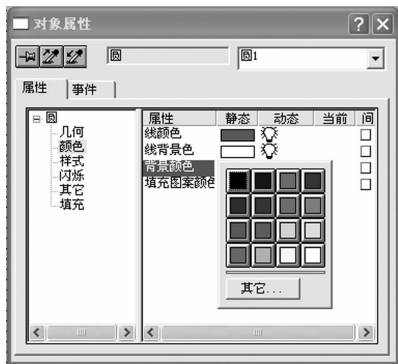 对象属性
圆
圆1
属性 事件
圆
几何
颜色
样式
闪烁
其它
填充
属性 静态 动态 当前 间
线颜色
线背景色
背景颜色
填充图案颜色
其它...